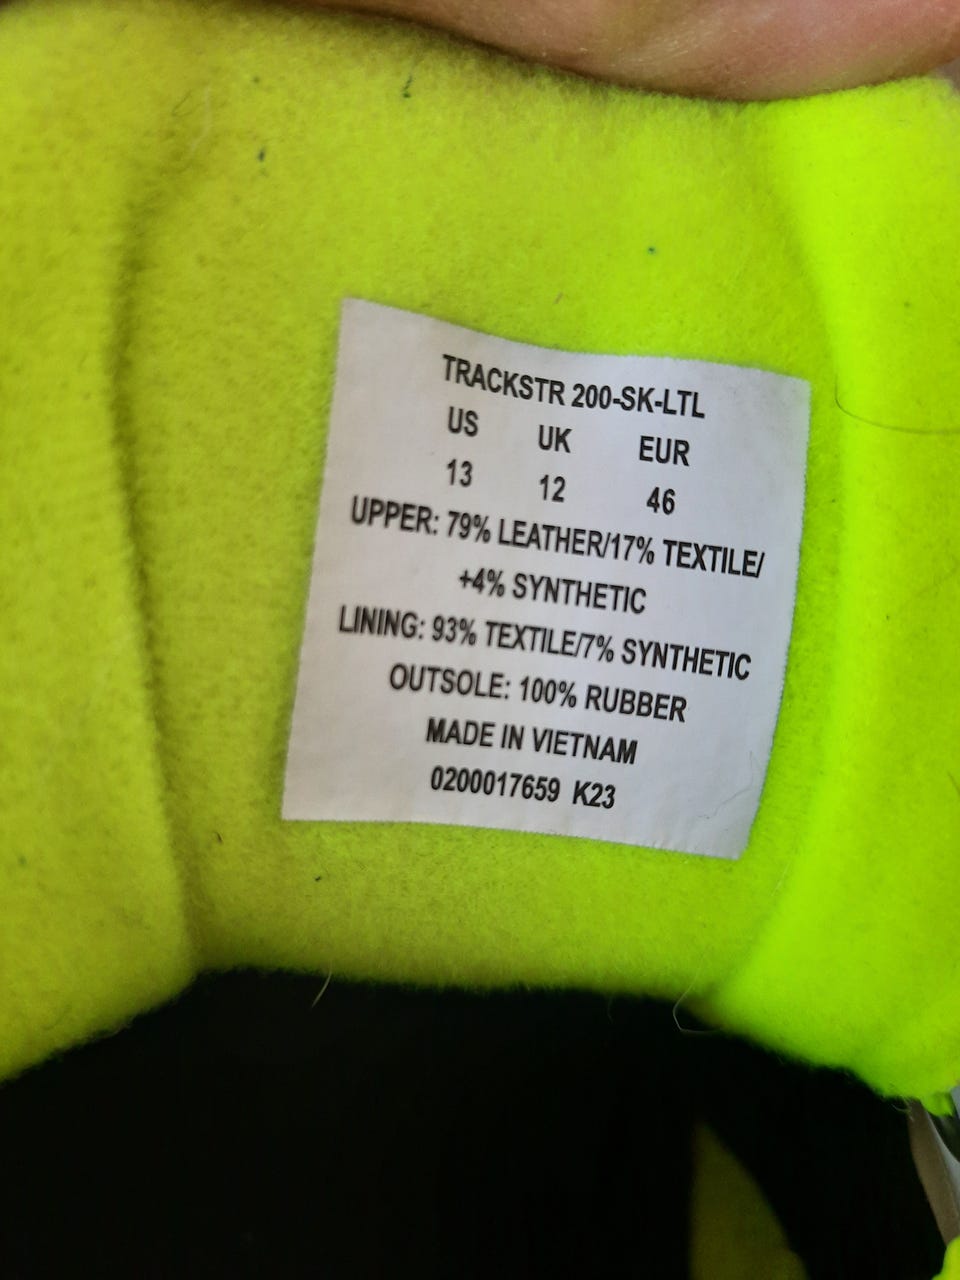 TRACKSTR 200-SK-LTL
US UK EUR
13 12 46
UPPER: 79% LEATHER/17% TEXTILE/
+4% SYNTHETIC
LINING: 93% TEXTILE/7% SYNTHETIC
OUTSOLE: 100% RUBBER
MADE IN VIETNAM
0200017659 K23